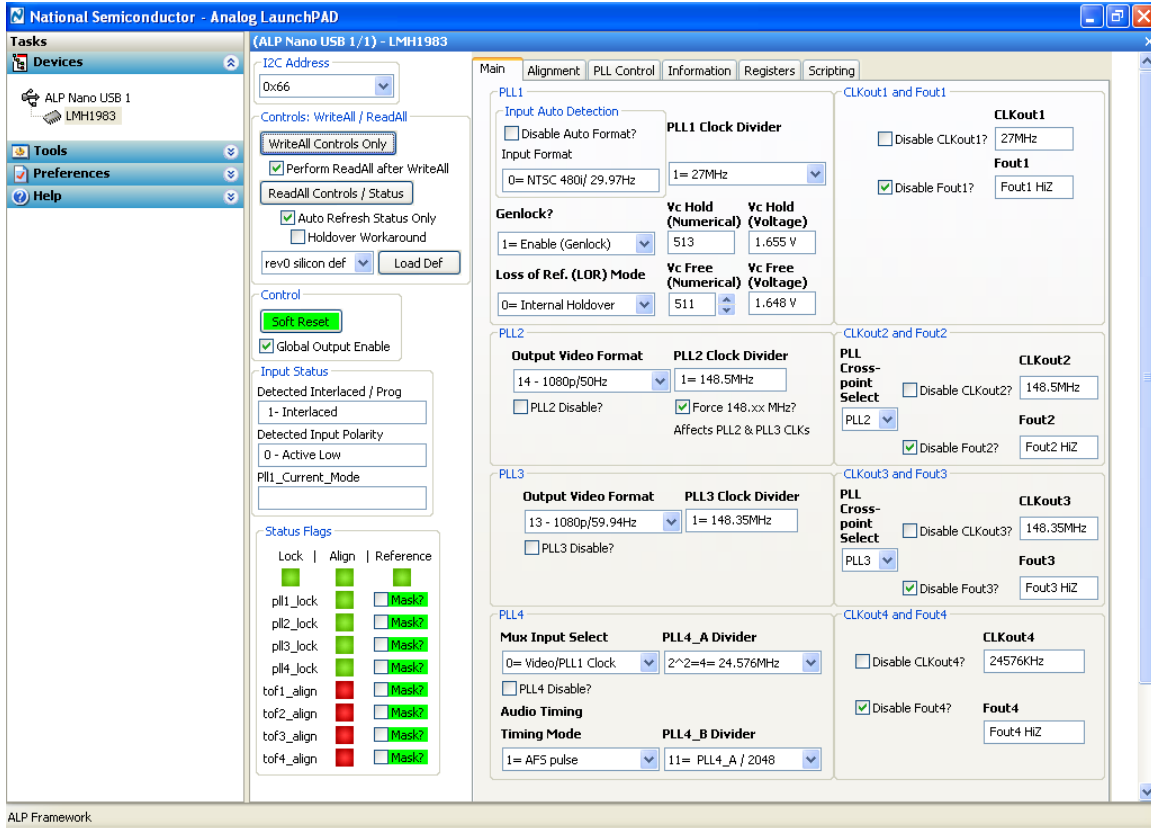 National Semiconductor - Analog LaunchPAD
Tasks
Devices
ALP Nano USB 1
LMH1983
Tools
Preferences
Help
(ALP Nano USB 1/1) - LMH1983
I2C Address
0x66
Controls: WriteAll / ReadAll
WriteAll Controls Only
Perform ReadAll after WriteAll
ReadAll Controls / Status
Auto Refresh Status Only
Holdover Workaround
rev0 silicon def
Load Def
Control
Soft Reset
Global Output Enable
Input Status
Detected Interlaced / Prog
1- Interlaced
Detected Input Polarity
0 - Active Low
Pll1_Current_Mode
Status Flags
Lock | Align | Reference
pll1_lock Mask?
pll2_lock Mask?
pll3_lock Mask?
pll4_lock Mask?
tof1_align Mask?
tof2_align Mask?
tof3_align Mask?
tof4_align Mask?
Main Alignment PLL Control Information Registers Scripting
PLL1
Input Auto Detection
Disable Auto Format?
Input Format
0= NTSC 480i/ 29.97Hz
PLL1 Clock Divider
1= 27MHz
Genlock?
1= Enable (Genlock)
Vc Hold
(Numerical)
513
Vc Hold
(Voltage)
1.655 V
Loss of Ref. (LOR) Mode
0= Internal Holdover
Vc Free
(Numerical)
511
Vc Free
(Voltage)
1.648 V
CLKout1 and Fout1
CLKout1
Disable CLKout1? 27MHz
Fout1
Disable Fout1? Fout1 HiZ
PLL2
Output Video Format
14 - 1080p/50Hz
PLL2 Disable?
PLL2 Clock Divider
1= 148.5MHz
Force 148.xx MHz?
Affects PLL2 & PLL3 CLKs
CLKout2 and Fout2
PLL
Cross-
point
Select
PLL2
CLKout2
Disable CLKout2? 148.5MHz
Fout2
Disable Fout2? Fout2 HiZ
PLL3
Output Video Format
13 - 1080p/59.94Hz
PLL3 Disable?
PLL3 Clock Divider
1= 148.35MHz
CLKout3 and Fout3
PLL
Cross-
point
Select
PLL3
CLKout3
Disable CLKout3? 148.35MHz
Fout3
Disable Fout3? Fout3 HiZ
PLL4
Mux Input Select
0= Video/PLL1 Clock
PLL4 Disable?
PLL4_A Divider
2^2=4= 24.576MHz
Audio Timing
Timing Mode
1= AFS pulse
PLL4_B Divider
11= PLL4_A / 2048
CLKout4 and Fout4
CLKout4
Disable CLKout4? 24576KHz
Disable Fout4? Fout4
Fout4 HiZ
ALP Framework